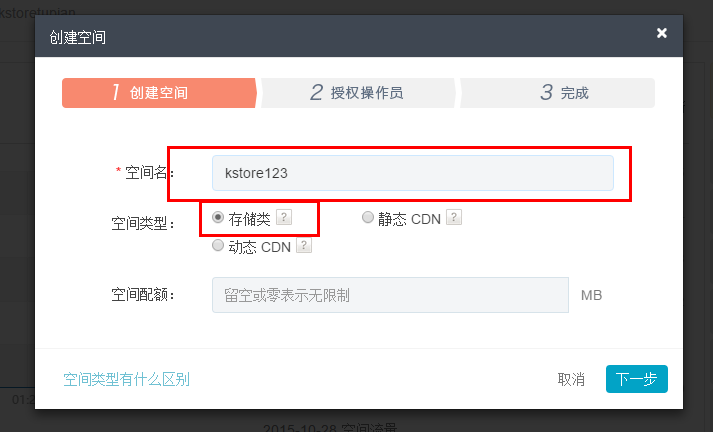 kstoretupian
创建空间 ×
1 创建空间 2 授权操作员 3 完成
* 空间名： kstore123
空间类型： 存储类 ? 静态 CDN ?
动态 CDN ?
空间配额： 留空或零表示无限制 MB
空间类型有什么区别 取消 下一步
01:2
2015-10-28 空间流量